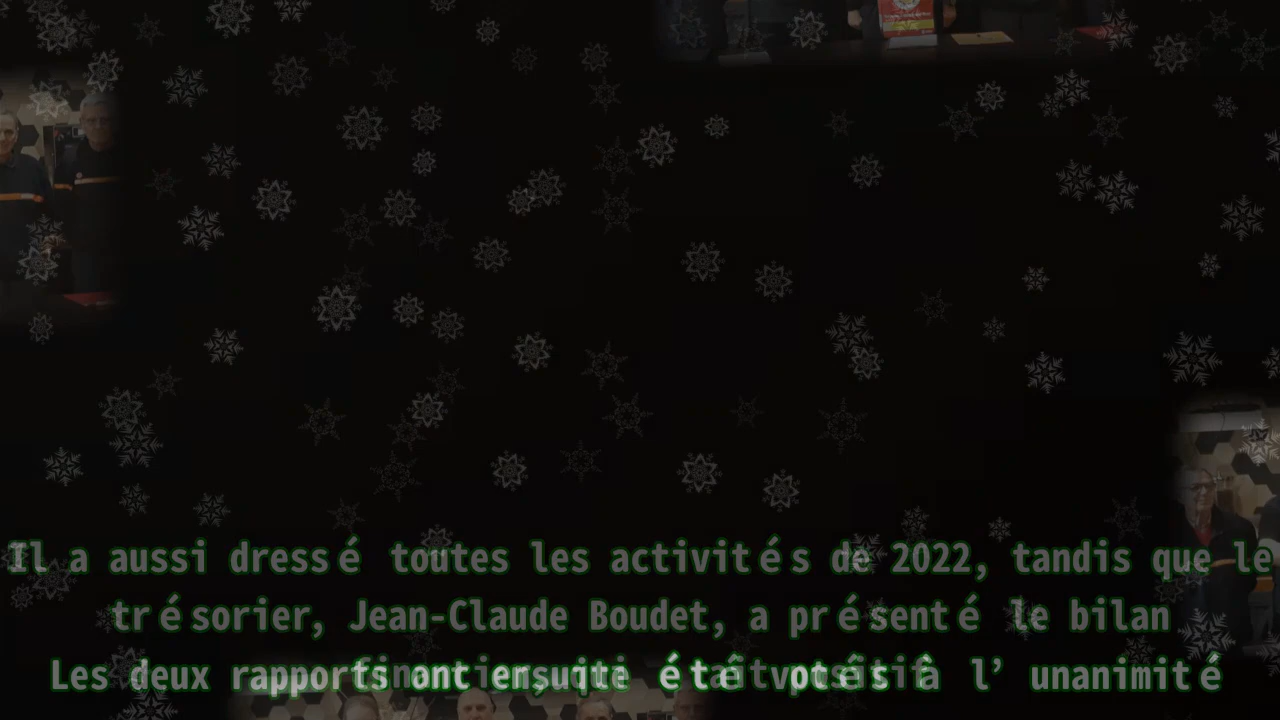 Il a aussi dressé toutes les activités de 2022, tandis que le
trésorier, Jean-Claude Boudet, a présenté le bilan
Les deux rapports ont ensuite été votés à l’ unanimité